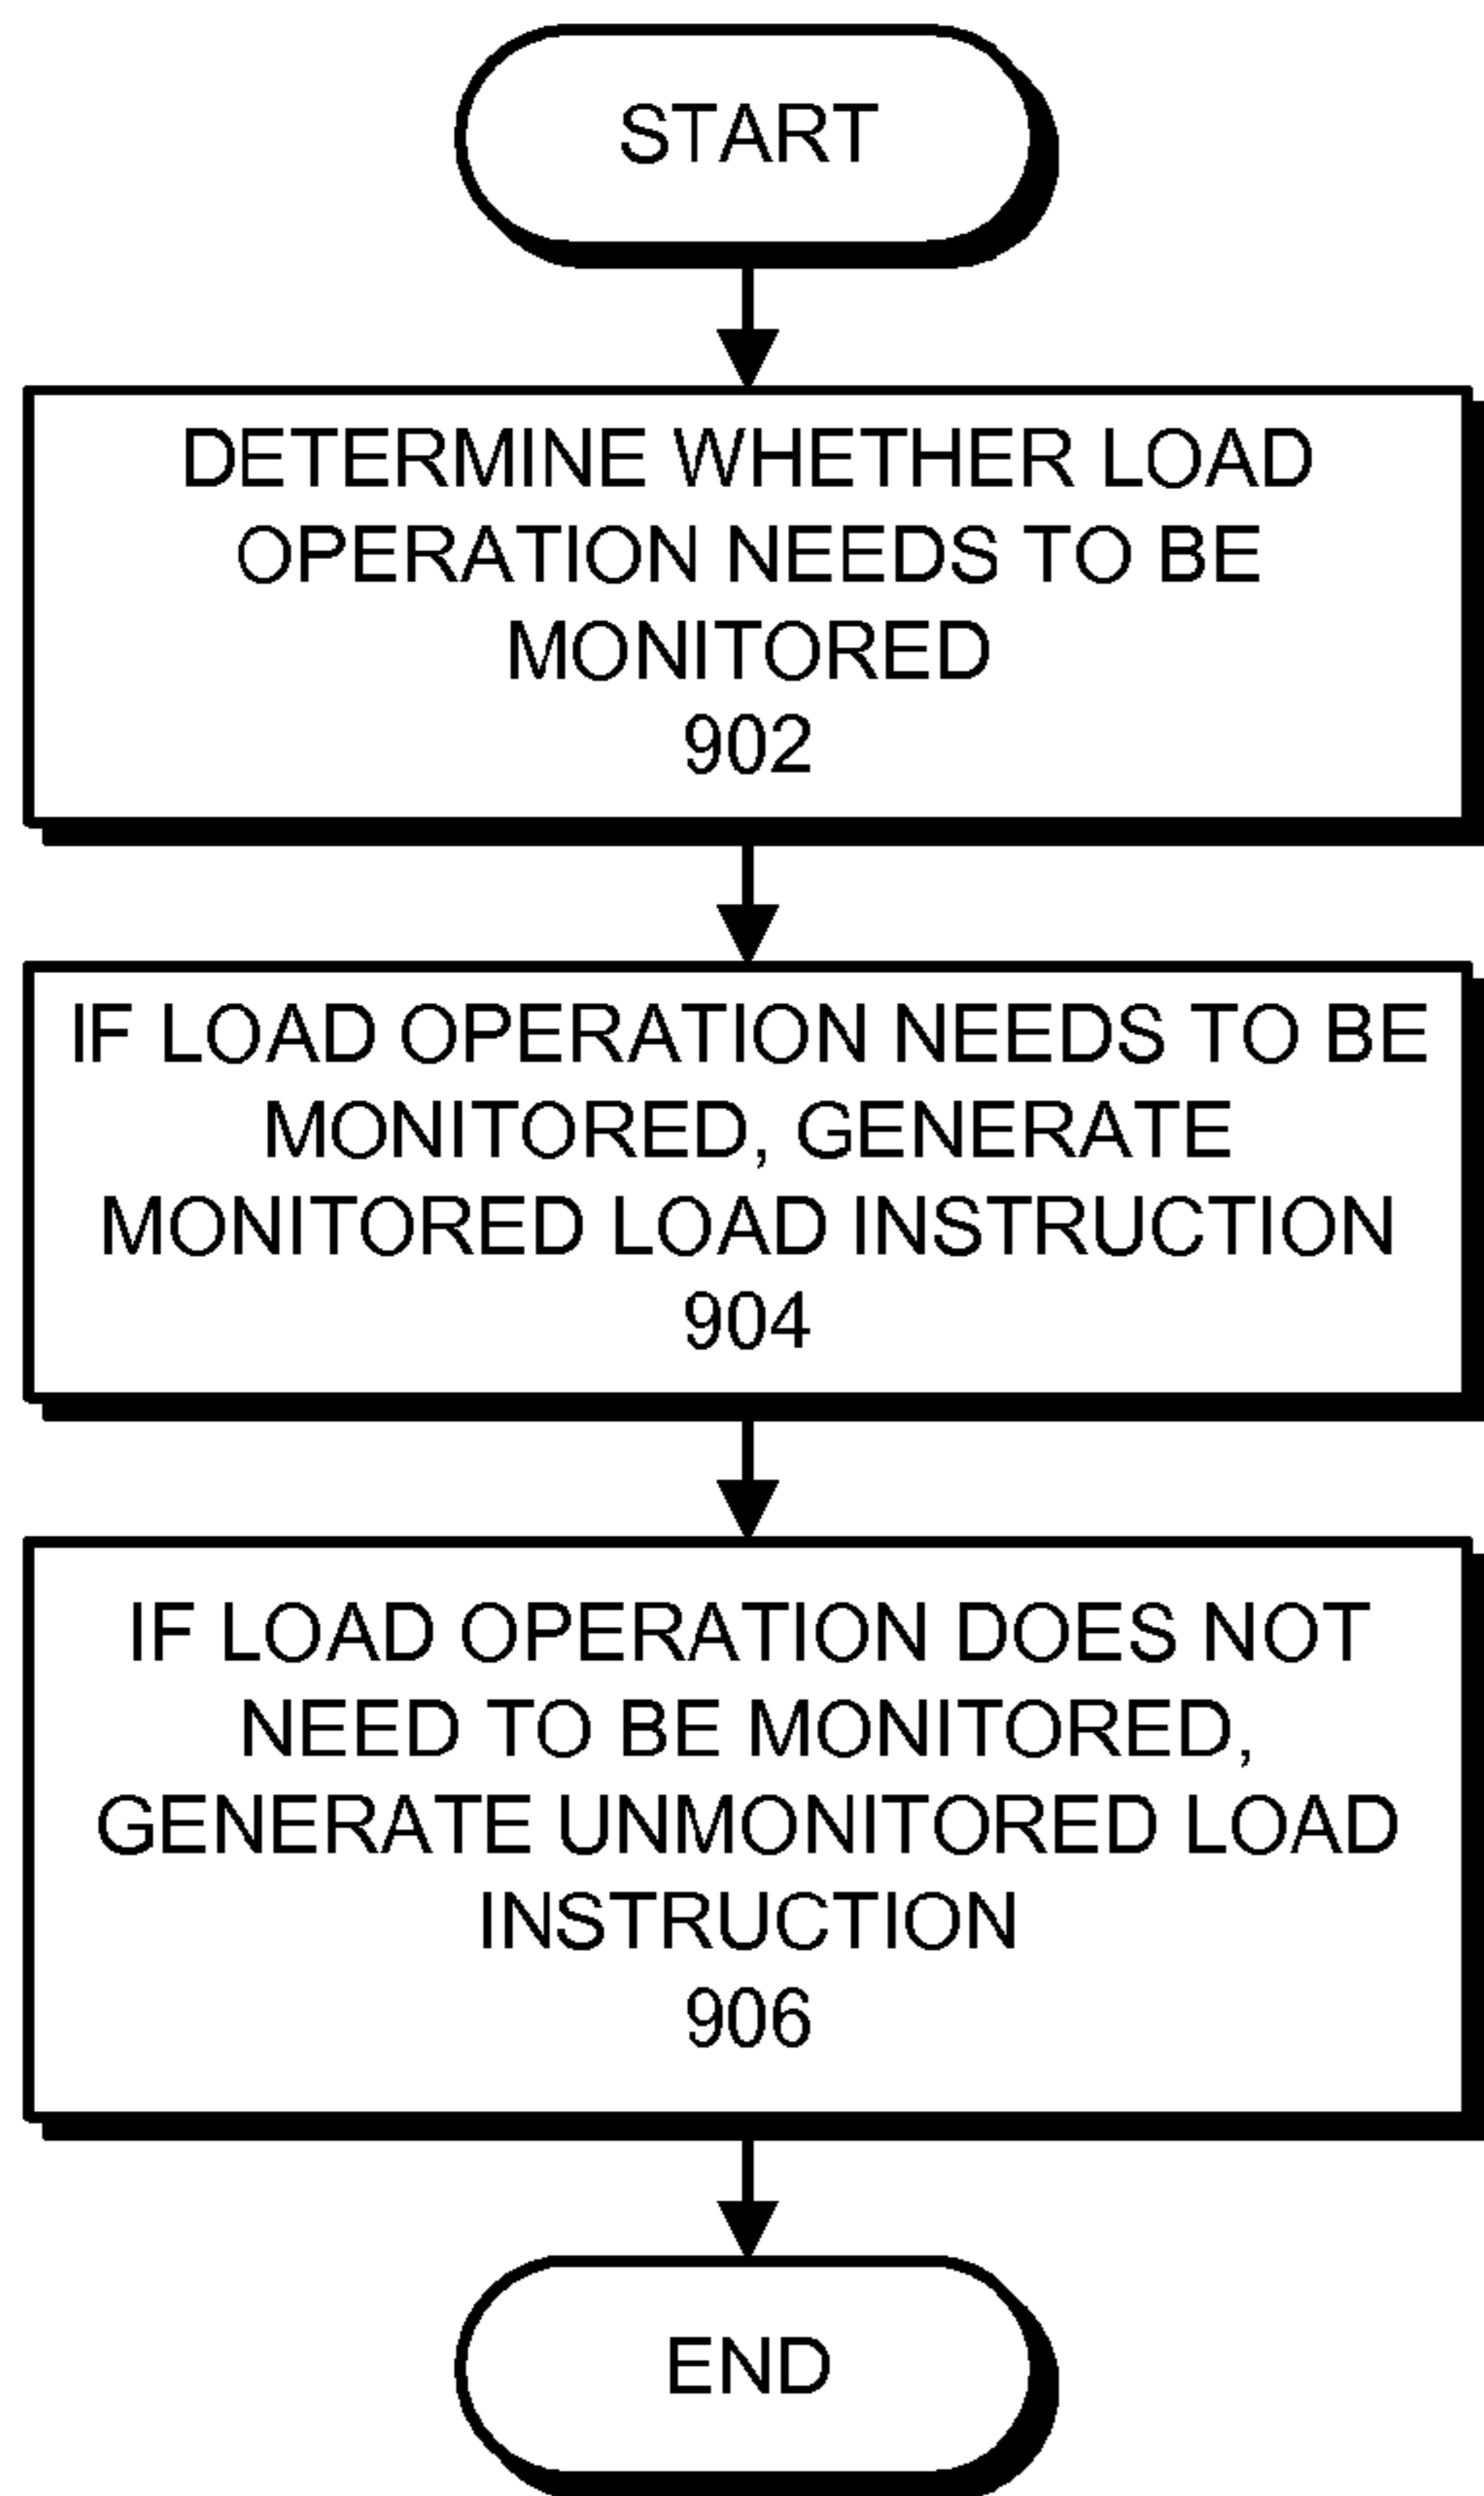 START
DETERMINE WHETHER LOAD
OPERATION NEEDS TO BE
MONITORED
902
IF LOAD OPERATION NEEDS TO BE
MONITORED, GENERATE
MONITORED LOAD INSTRUCTION
904
IF LOAD OPERATION DOES NOT
NEED TO BE MONITORED,
GENERATE UNMONITORED LOAD
INSTRUCTION
906
END